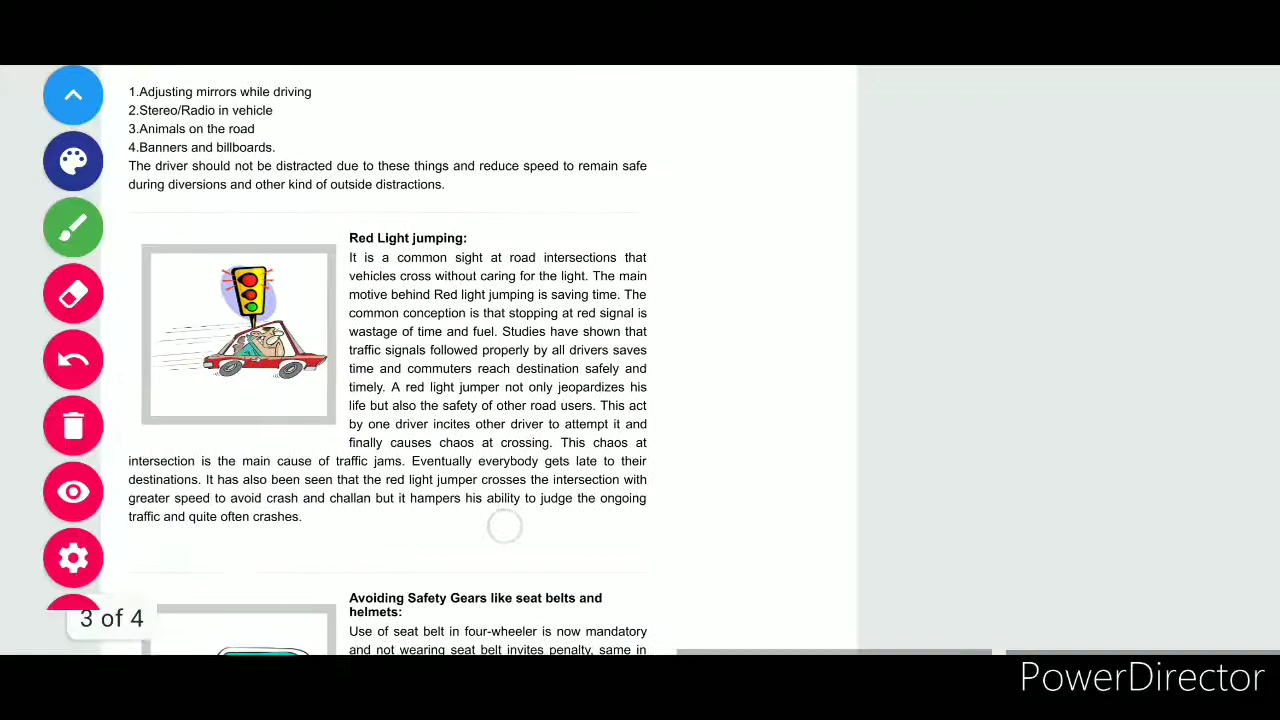 1.Adjusting mirrors while driving
2.Stereo/Radio in vehicle
3.Animals on the road
4.Banners and billboards.
The driver should not be distracted due to these things and reduce speed to remain safe
during diversions and other kind of outside distractions.
Red Light jumping:
It is a common sight at road intersections that
vehicles cross without caring for the light. The main
motive behind Red light jumping is saving time. The
common conception is that stopping at red signal is
wastage of time and fuel. Studies have shown that
traffic signals followed properly by all drivers saves
time and commuters reach destination safely and
timely. A red light jumper not only jeopardizes his
life but also the safety of other road users. This act
by one driver incites other driver to attempt it and
finally causes chaos at crossing. This chaos at
intersection is the main cause of traffic jams. Eventually everybody gets late to their
destinations. It has also been seen that the red light jumper crosses the intersection with
greater speed to avoid crash and challan but it hampers his ability to judge the ongoing
traffic and quite often crashes.
Avoiding Safety Gears like seat belts and
helmets:
Use of seat belt in four-wheeler is now mandatory
and not wearing seat belt invites penalty, same in
3 of 4
PowerDirector